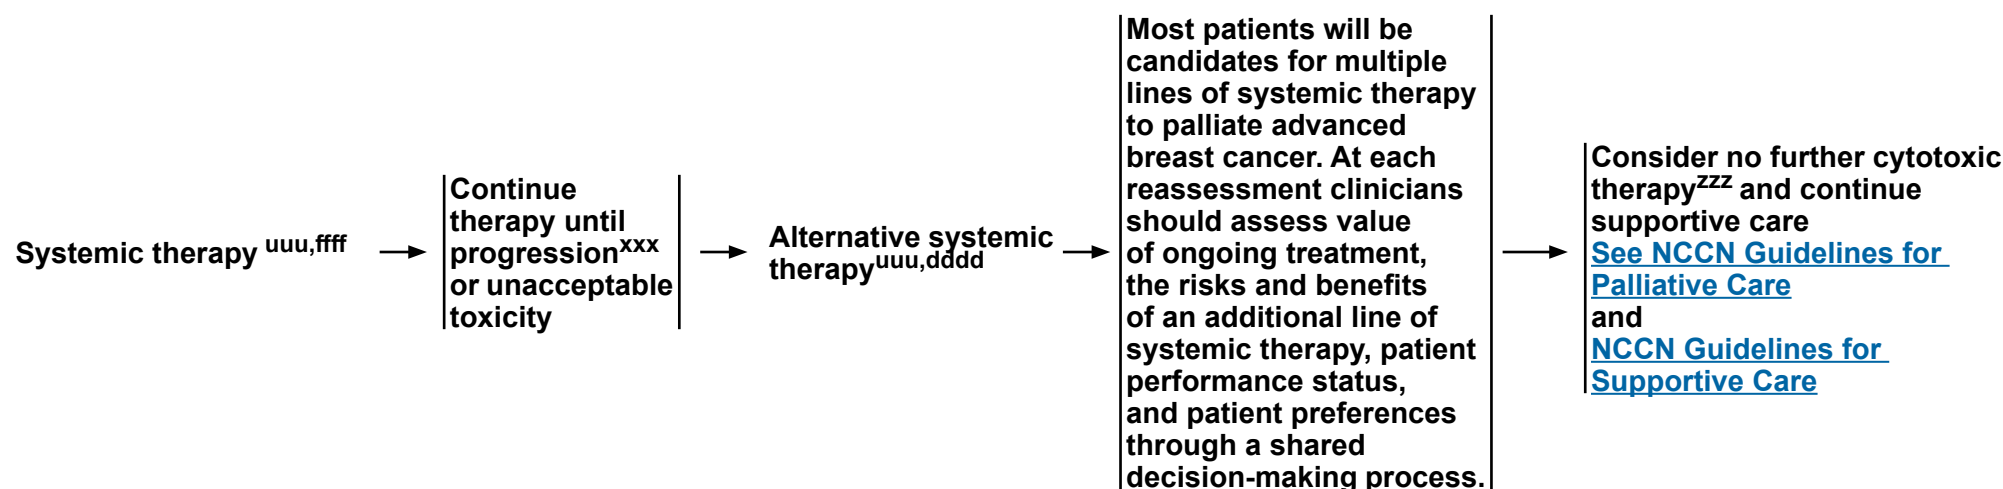 Systemic therapy uuu,ffff
Continue
therapy until
progressionxxx
or unacceptable
toxicity
Alternative systemic
therapyuuu,dddd
Most patients will be
candidates for multiple
lines of systemic therapy
to palliate advanced
breast cancer. At each
reassessment clinicians
should assess value
of ongoing treatment,
the risks and benefits
of an additional line of
systemic therapy, patient
performance status,
and patient preferences
through a shared
decision-making process.
Consider no further cytotoxic
therapyzzz and continue
supportive care
See NCCN Guidelines for
Palliative Care
and
NCCN Guidelines for
Supportive Care